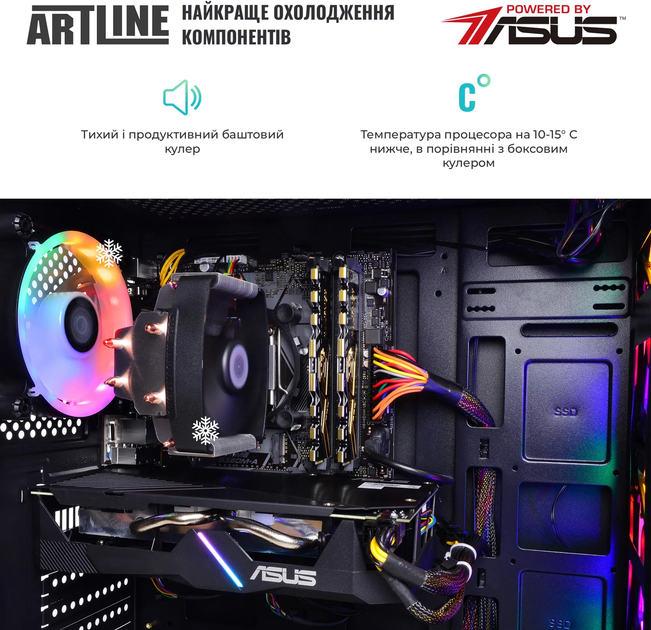 ARTLINE
НАЙКРАЩЕ ОХОЛОДЖЕННЯ
КОМПОНЕНТІВ
POWERED BY
ASUS™
C°
Тихий і продуктивний баштовий
кулер
Температура процесора на 10-15° C
нижче, в порівнянні з боксовим
кулером
SSD
ASUS
SSD